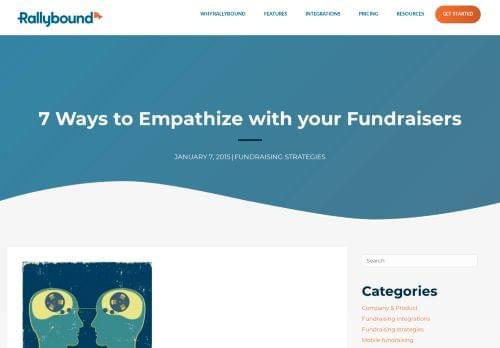 Rallybound
WHY RALLYBOUND FEATURES INTEGRATIONS PRICING RESOURCES GET STARTED
7 Ways to Empathize with your Fundraisers
JANUARY 7, 2015 | FUNDRAISING STRATEGIES
Search
Categories
Company & Product
Fundraising integrations
Fundraising strategies
Mobile fundraising